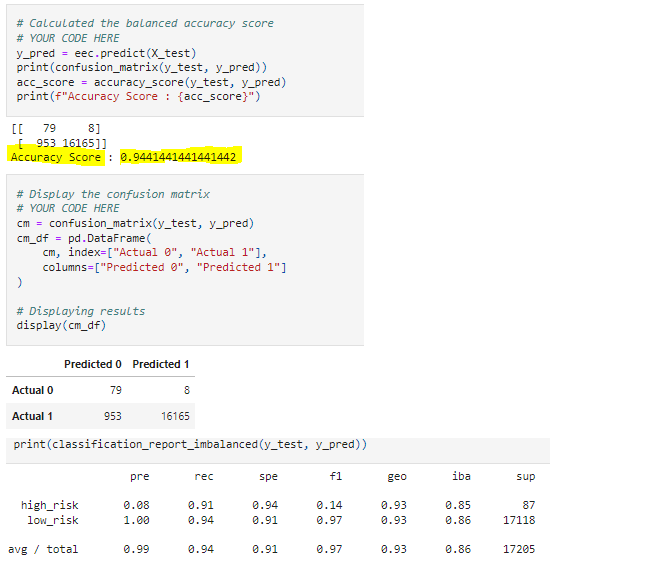 # Calculated the balanced accuracy score
# YOUR CODE HERE
y_pred = eec.predict(X_test)
print(confusion_matrix(y_test, y_pred))
acc_score = accuracy_score(y_test, y_pred)
print(f"Accuracy Score : {acc_score}")
[[ 79 8]
[ 953 16165]]
Accuracy Score : 0.9441441441441442
# Display the confusion matrix
# YOUR CODE HERE
cm = confusion_matrix(y_test, y_pred)
cm_df = pd.DataFrame(
cm, index=["Actual 0", "Actual 1"],
columns=["Predicted 0", "Predicted 1"]
)
# Displaying results
display(cm_df)
Predicted 0 Predicted 1
Actual 0 79 8
Actual 1 953 16165
print(classification_report_imbalanced(y_test, y_pred))
pre rec spe f1 geo iba sup
high_risk 0.08 0.91 0.94 0.14 0.93 0.85 87
low_risk 1.00 0.94 0.91 0.97 0.93 0.86 17118
avg / total 0.99 0.94 0.91 0.97 0.93 0.86 17205